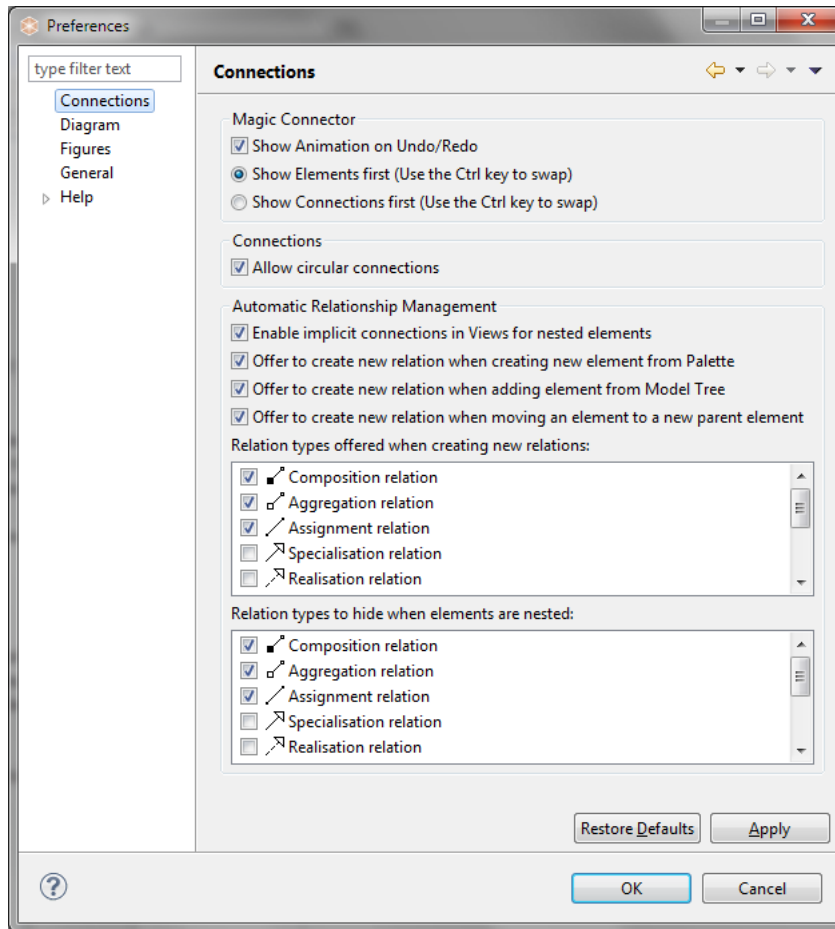 Preferences
type filter text
Connections
Diagram
Figures
General
Help
Connections
Magic Connector
Show Animation on Undo/Redo
Show Elements first (Use the Ctrl key to swap)
Show Connections first (Use the Ctrl key to swap)
Connections
Allow circular connections
Automatic Relationship Management
Enable implicit connections in Views for nested elements
Offer to create new relation when creating new element from Palette
Offer to create new relation when adding element from Model Tree
Offer to create new relation when moving an element to a new parent element
Relation types offered when creating new relations:
Composition relation
Aggregation relation
Assignment relation
Specialisation relation
Realisation relation
Relation types to hide when elements are nested:
Composition relation
Aggregation relation
Assignment relation
Specialisation relation
Realisation relation
Restore Defaults
Apply
?
OK
Cancel